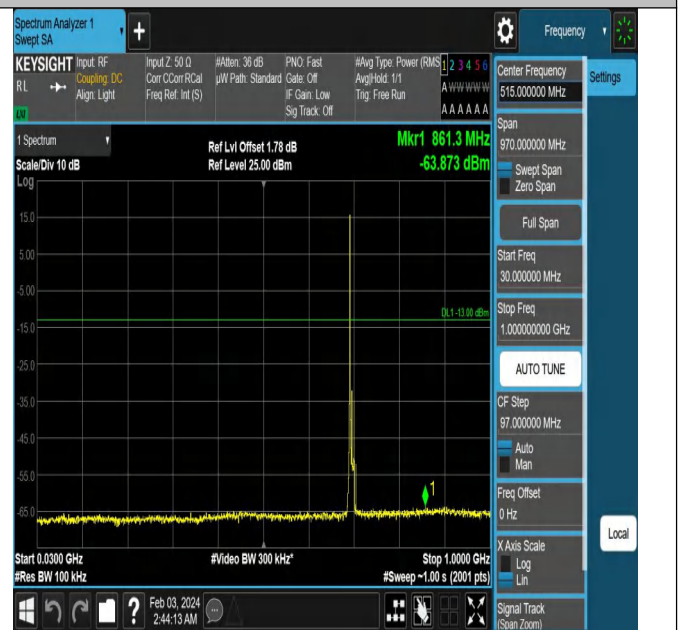 Spectrum Analyzer 1
Swept SA
+
Frequency
KEYSIGHT
RL
LXI
Input: RF
Coupling: DC
Align: Light
Input Z: 50 Ω
Corr CCorr RCal
Freq Ref: Int (S)
#Atten: 36 dB
µW Path: Standard
PNO: Fast
Gate: Off
IF Gain: Low
Sig Track: Off
#Avg Type: Power (RMS
Avg|Hold: 1/1
Trig: Free Run
1 2 3 4 5 6
A W W W W W
A A A A A A
1 Spectrum
Scale/Div 10 dB
Log
Ref Lvl Offset 1.78 dB
Ref Level 25.00 dBm
Mkr1 861.3 MHz
-63.873 dBm
15.0
5.00
-5.00
DL1 -13.00 dBm
-15.0
-25.0
-35.0
-45.0
-55.0
-65.0
1
Start 0.0300 GHz
#Res BW 100 kHz
#Video BW 300 kHz*
Stop 1.0000 GHz
#Sweep ~1.00 s (2001 pts)
Feb 03, 2024
2:44:13 AM
Center Frequency
515.000000 MHz
Settings
Span
970.000000 MHz
Swept Span
Zero Span
Full Span
Start Freq
30.000000 MHz
Stop Freq
1.000000000 GHz
AUTO TUNE
CF Step
97.000000 MHz
Auto
Man
Freq Offset
0 Hz
Local
X Axis Scale
Log
Lin
Signal Track
(Span Zoom)